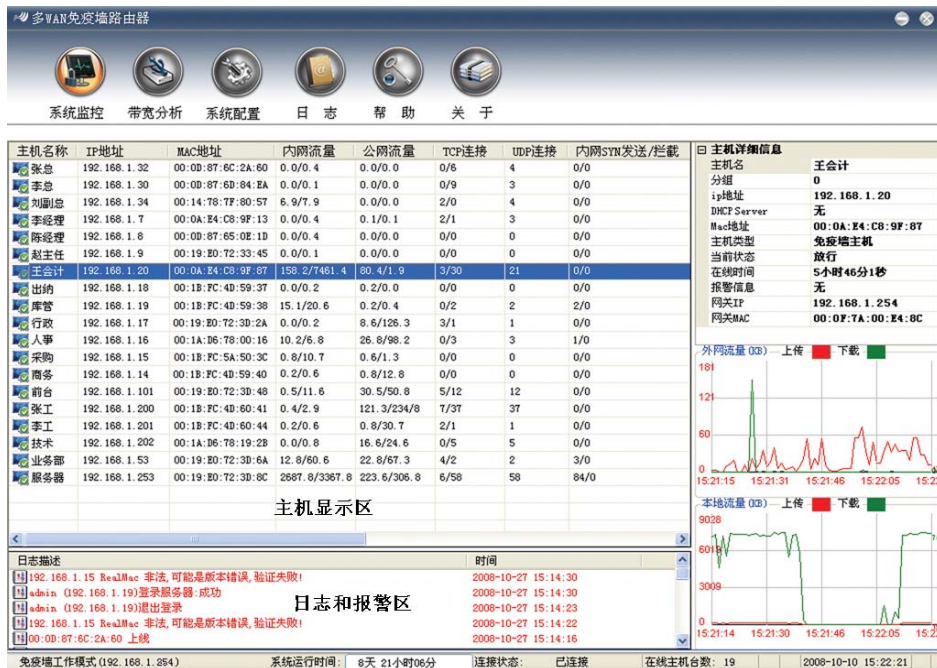 多WAN免疫墙路由器
系统监控 带宽分析 系统配置 日 志 帮 助 关 于
主机名称 IP地址 MAC地址 内网流量 公网流量 TCP连接 UDP连接 内网SYN发送/拦截
张总 192.168.1.32 00:0D:87:6C:2A:60 0.0/0.4 0.0/0.0 0/6 4 0/0
李总 192.168.1.30 00:0D:87:6D:84:EA 0.0/0.1 0.0/0.0 0/9 3 0/0
刘副总 192.168.1.34 00:14:78:7F:80:57 6.9/7.9 0.0/0.0 2/0 4 0/0
李经理 192.168.1.7 00:0A:E4:C8:9F:13 0.0/0.4 0.1/0.1 2/1 3 0/0
陈经理 192.168.1.8 00:0D:87:65:0E:1D 0.0/0.4 0.0/0.0 0/0 0 0/0
赵主任 192.168.1.9 00:19:E0:72:33:45 0.0/0.1 0.0/0.0 0/0 0 0/0
王会计 192.168.1.20 00:0A:E4:C8:9F:87 158.2/7461.4 80.4/1.9 3/30 21 0/0
出纳 192.168.1.18 00:1B:FC:4D:59:37 0.0/0.2 0.2/0.0 0/0 0 0/0
库管 192.168.1.19 00:1B:FC:4D:59:38 15.1/20.6 0.2/0.4 0/2 2 2/0
行政 192.168.1.17 00:19:E0:72:3D:2A 0.0/0.2 8.6/126.3 3/1 1 0/0
人事 192.168.1.16 00:1A:D6:78:00:16 10.2/6.8 26.8/98.2 0/3 3 1/0
采购 192.168.1.15 00:1B:FC:5A:50:3C 0.8/10.7 0.6/1.3 0/0 0 0/0
商务 192.168.1.14 00:1B:FC:4D:59:40 0.2/0.6 0.8/12.8 0/0 0 0/0
前台 192.168.1.101 00:19:E0:72:3D:48 0.5/11.6 30.5/50.8 5/12 12 0/0
张工 192.168.1.200 00:1B:FC:4D:60:41 0.4/2.9 121.3/234/8 7/37 37 0/0
李工 192.168.1.201 00:1B:FC:4D:60:44 0.2/0.6 0.8/30.7 2/1 1 0/0
技术 192.168.1.202 00:1A:D6:78:19:2B 0.0/0.8 16.6/24.6 0/5 5 0/0
业务部 192.168.1.53 00:19:E0:72:3D:6A 12.8/60.6 22.8/67.3 4/2 2 3/0
服务器 192.168.1.253 00:19:E0:72:3D:8C 2687.8/3367.8 223.6/306.8 6/58 58 84/0
主机显示区
主机详细信息
主机名 王会计
分组 0
ip地址 192.168.1.20
DHCP Server 无
Mac地址 00:0A:E4:C8:9F:87
主机类型 免疫墙主机
当前状态 放行
在线时间 5小时46分1秒
报警信息 无
网关IP 192.168.1.254
网关MAC 00:0F:7A:00:E4:8C
外网流量(KB) 上传 下载
181
121
60
0
15:21:15 15:21:31 15:21:46 15:22:05 15:22
本地流量(KB) 上传 下载
9028
6019
3009
0
15:21:14 15:21:30 15:21:46 15:22:05 15:22
日志描述 时间
192.168.1.15 RealMac 非法,可能是版本错误,验证失败! 2008-10-27 15:14:30
admin (192.168.1.19)登录服务器:成功 2008-10-27 15:14:30
admin (192.168.1.19)退出登录 2008-10-27 15:14:23
192.168.1.15 RealMac 非法,可能是版本错误,验证失败! 2008-10-27 15:14:22
00:0D:87:6C:2A:60 上线 2008-10-27 15:14:16
日志和报警区
免疫墙工作模式(192.168.1.254) 系统运行时间: 8天 21小时06分 连接状态: 已连接 在线主机台数: 19 2008-10-10 15:22:21